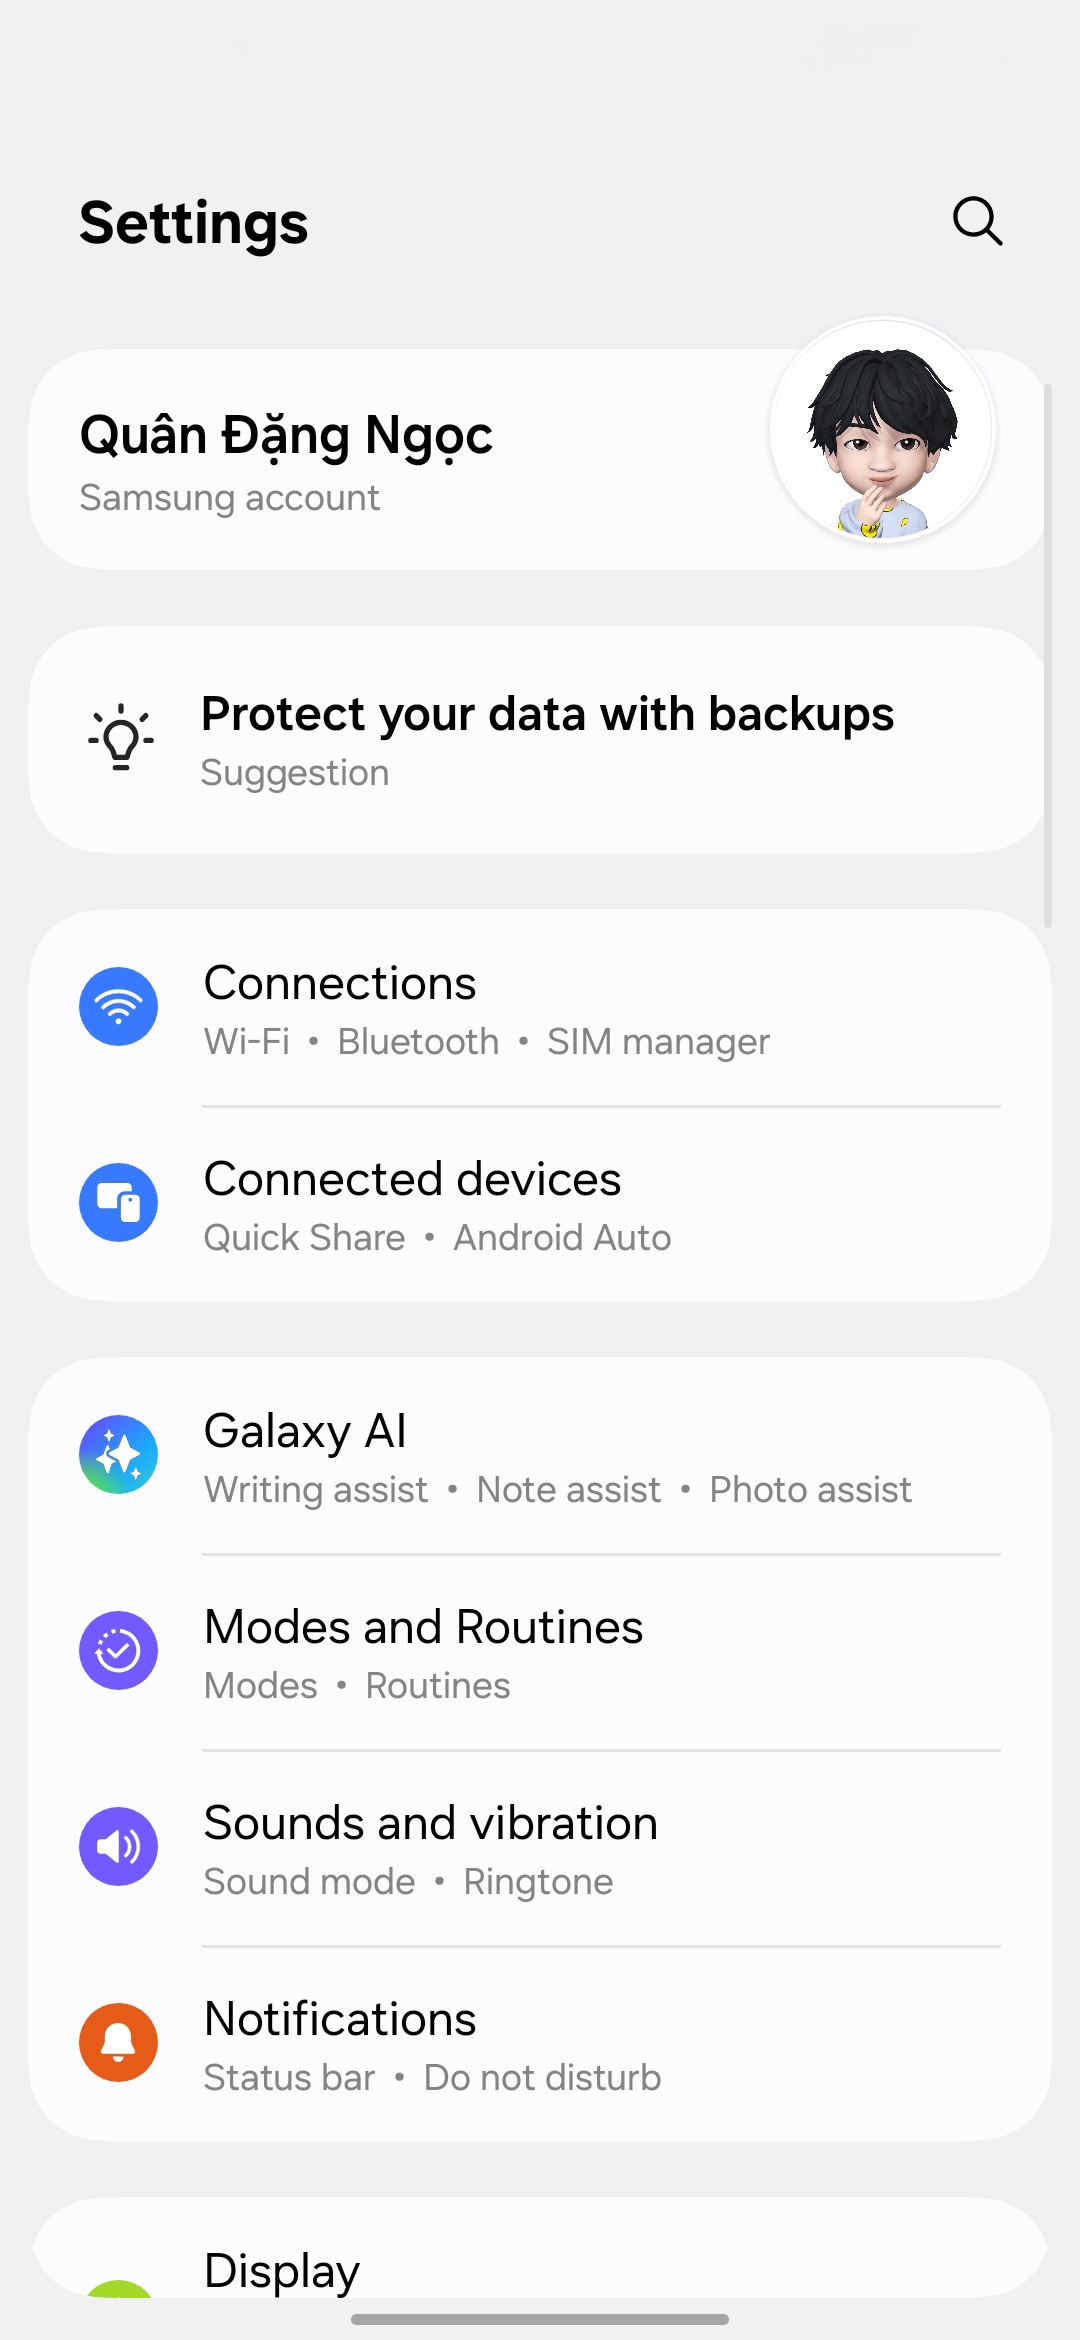 Settings
Quân Đặng Ngọc
Samsung account
Protect your data with backups
Suggestion
Connections
Wi-Fi • Bluetooth • SIM manager
Connected devices
Quick Share • Android Auto
Galaxy AI
Writing assist • Note assist • Photo assist
Modes and Routines
Modes • Routines
Sounds and vibration
Sound mode • Ringtone
Notifications
Status bar • Do not disturb
Display